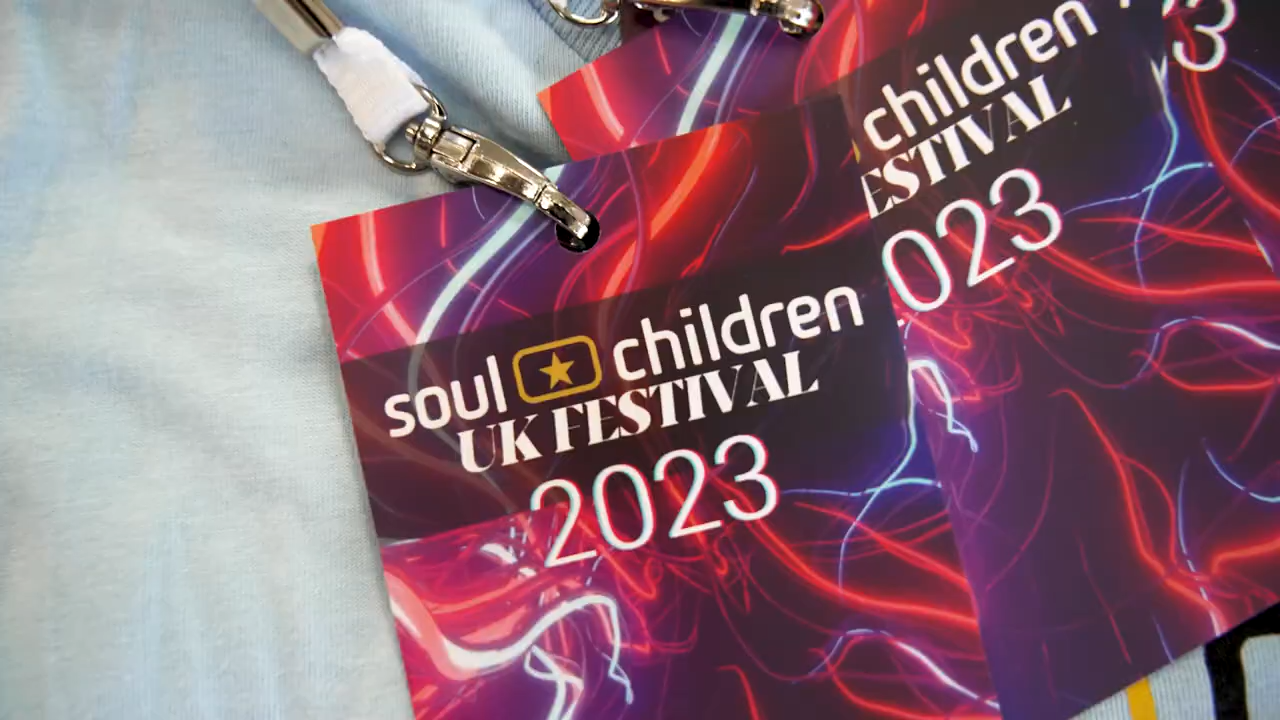 soul children
UK FESTIVAL
2023
children
ESTIVAL
023
3